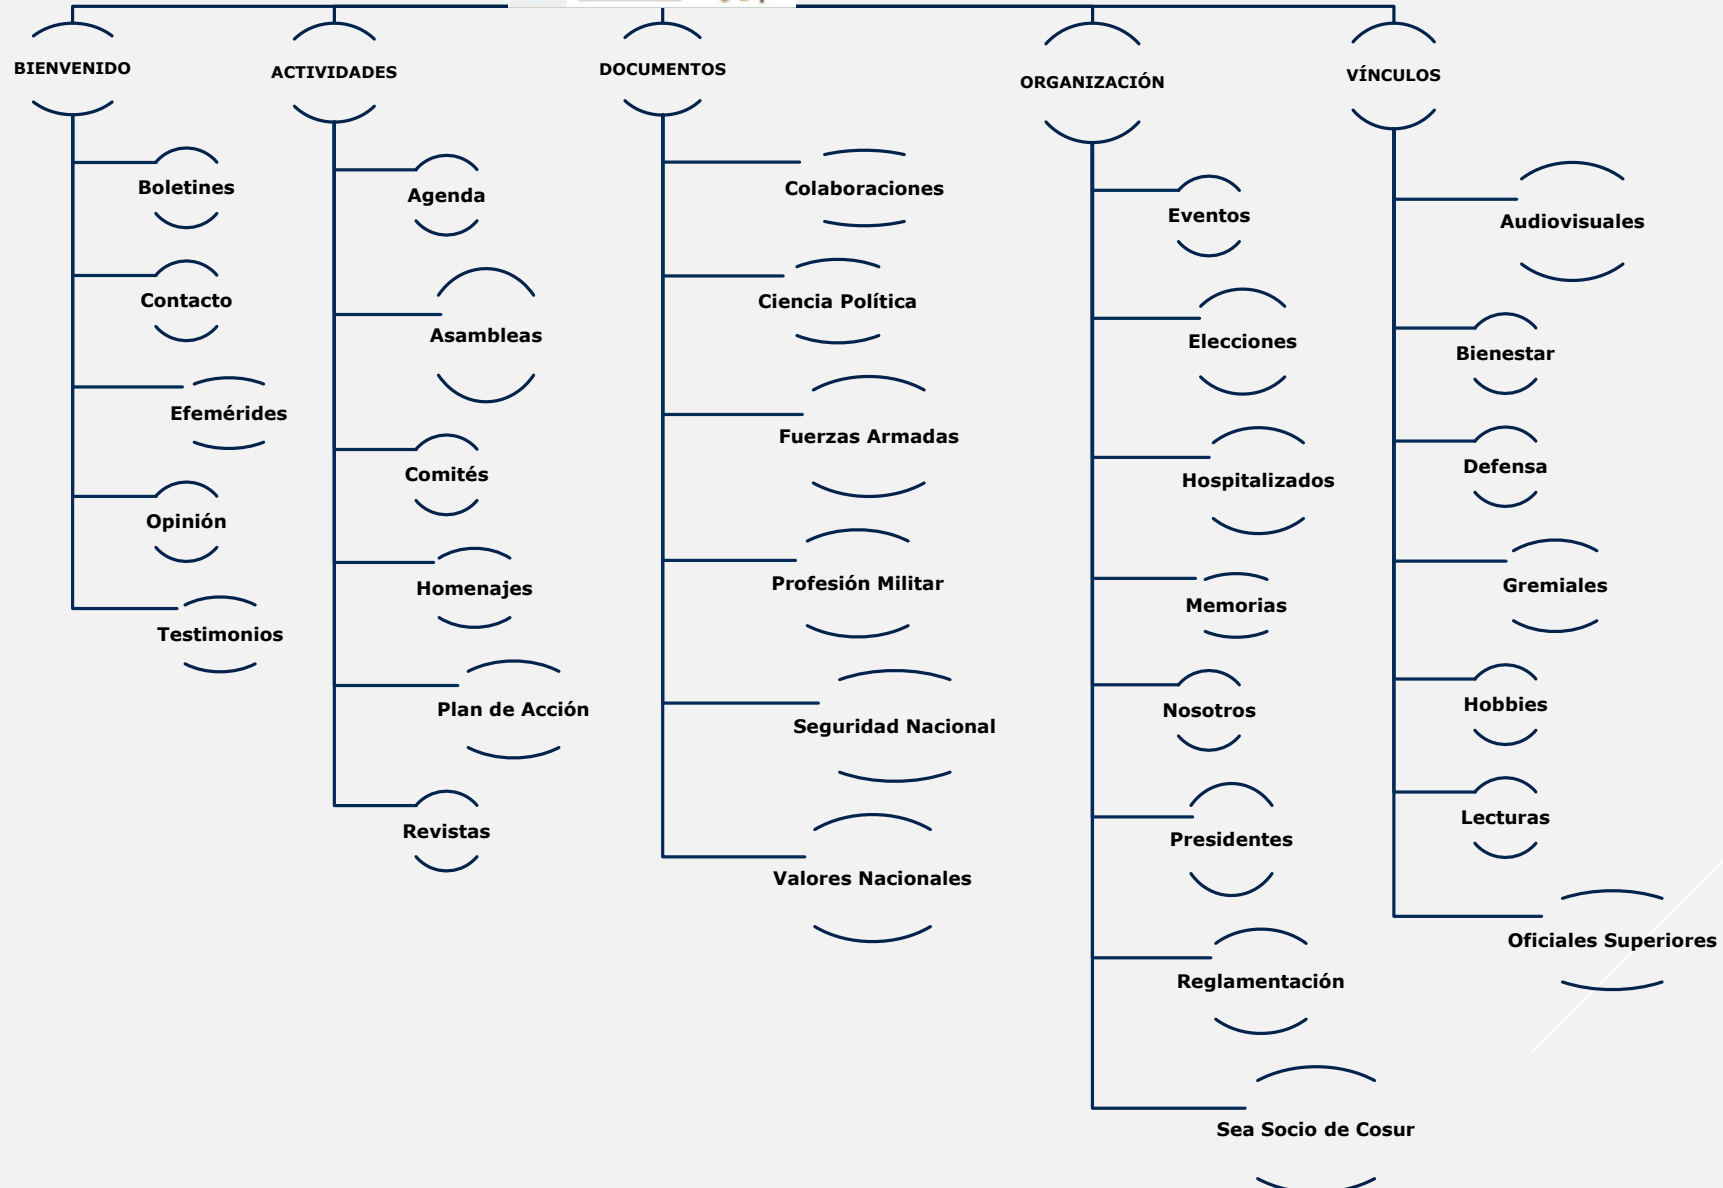 BIENVENIDO
Boletines
Contacto
Efemérides
Opinión
Testimonios
ACTIVIDADES
Agenda
Asambleas
Comités
Homenajes
Plan de Acción
Revistas
DOCUMENTOS
Colaboraciones
Ciencia Política
Fuerzas Armadas
Profesión Militar
Seguridad Nacional
Valores Nacionales
ORGANIZACIÓN
Eventos
Elecciones
Hospitalizados
Memorias
Nosotros
Presidentes
Reglamentación
Sea Socio de Cosur
VÍNCULOS
Audiovisuales
Bienestar
Defensa
Gremiales
Hobbies
Lecturas
Oficiales Superiores